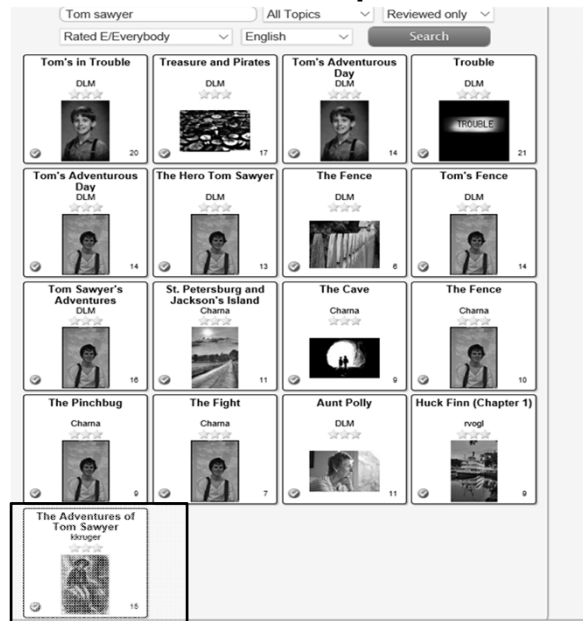 Tom sawyer
All Topics
Reviewed only
Rated E/Everybody
English
Search
Tom's in Trouble
DLM
20
Treasure and Pirates
DLM
17
Tom's Adventurous
Day
DLM
14
Trouble
DLM
TROUBLE
21
Tom's Adventurous
Day
DLM
14
The Hero Tom Sawyer
DLM
13
The Fence
DLM
6
Tom's Fence
DLM
14
Tom Sawyer's
Adventures
DLM
16
St. Petersburg and
Jackson's Island
Charna
11
The Cave
Charna
9
The Fence
Charna
10
The Pinchbug
Charna
9
The Fight
Charna
7
Aunt Polly
DLM
11
Huck Finn (Chapter 1)
rvogl
9
The Adventures of
Tom Sawyer
kkruger
15